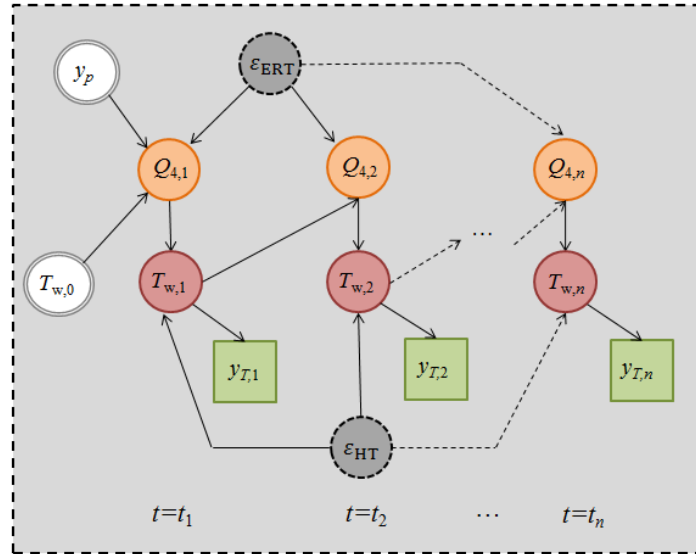 y_p
ε_ERT
Q_4,1
Q_4,2
Q_4,n
T_w,0
T_w,1
T_w,2
...
T_w,n
y_T,1
y_T,2
y_T,n
ε_HT
t=t_1
t=t_2
...
t=t_n